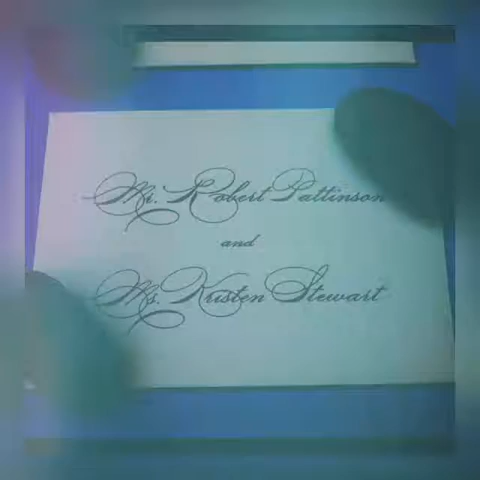 Mr. Robert Pattinson
and
Ms. Kristen Stewart